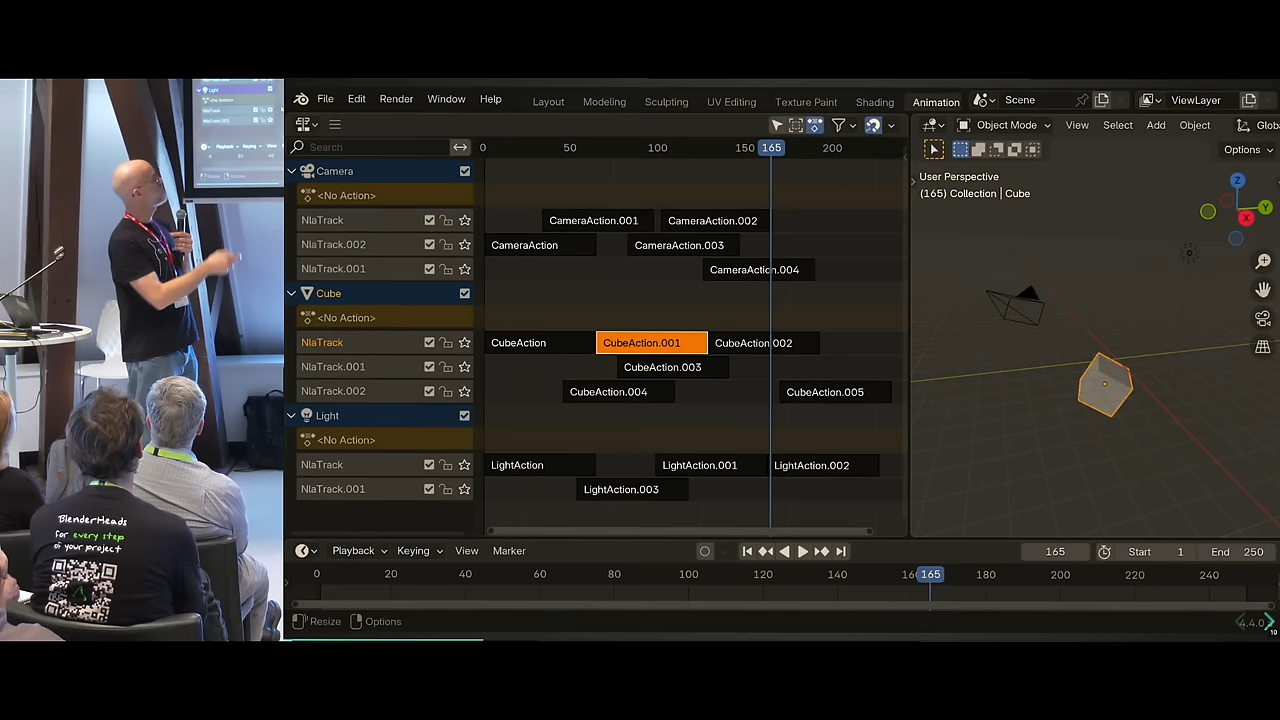 File Edit Render Window Help Layout Modeling Sculpting UV Editing Texture Paint Shading Animation Scene ViewLayer
Search 0 50 100 150 165 200
Object Mode View Select Add Object
Options
Camera
<No Action>
NlaTrack CameraAction.001 CameraAction.002
NlaTrack.002 CameraAction CameraAction.003
NlaTrack.001 CameraAction.004
Cube
<No Action>
NlaTrack CubeAction CubeAction.001 CubeAction.002
NlaTrack.001 CubeAction.003
NlaTrack.002 CubeAction.004 CubeAction.005
Light
<No Action>
NlaTrack LightAction LightAction.001 LightAction.002
NlaTrack.001 LightAction.003
User Perspective
(165) Collection | Cube
Z
Y
X
Playback Keying View Marker 165 Start 1 End 250
0 20 40 60 80 100 120 140 165 180 200 220 240
Resize Options 4.4.0
BlenderHeads
for every step
of your project
Light